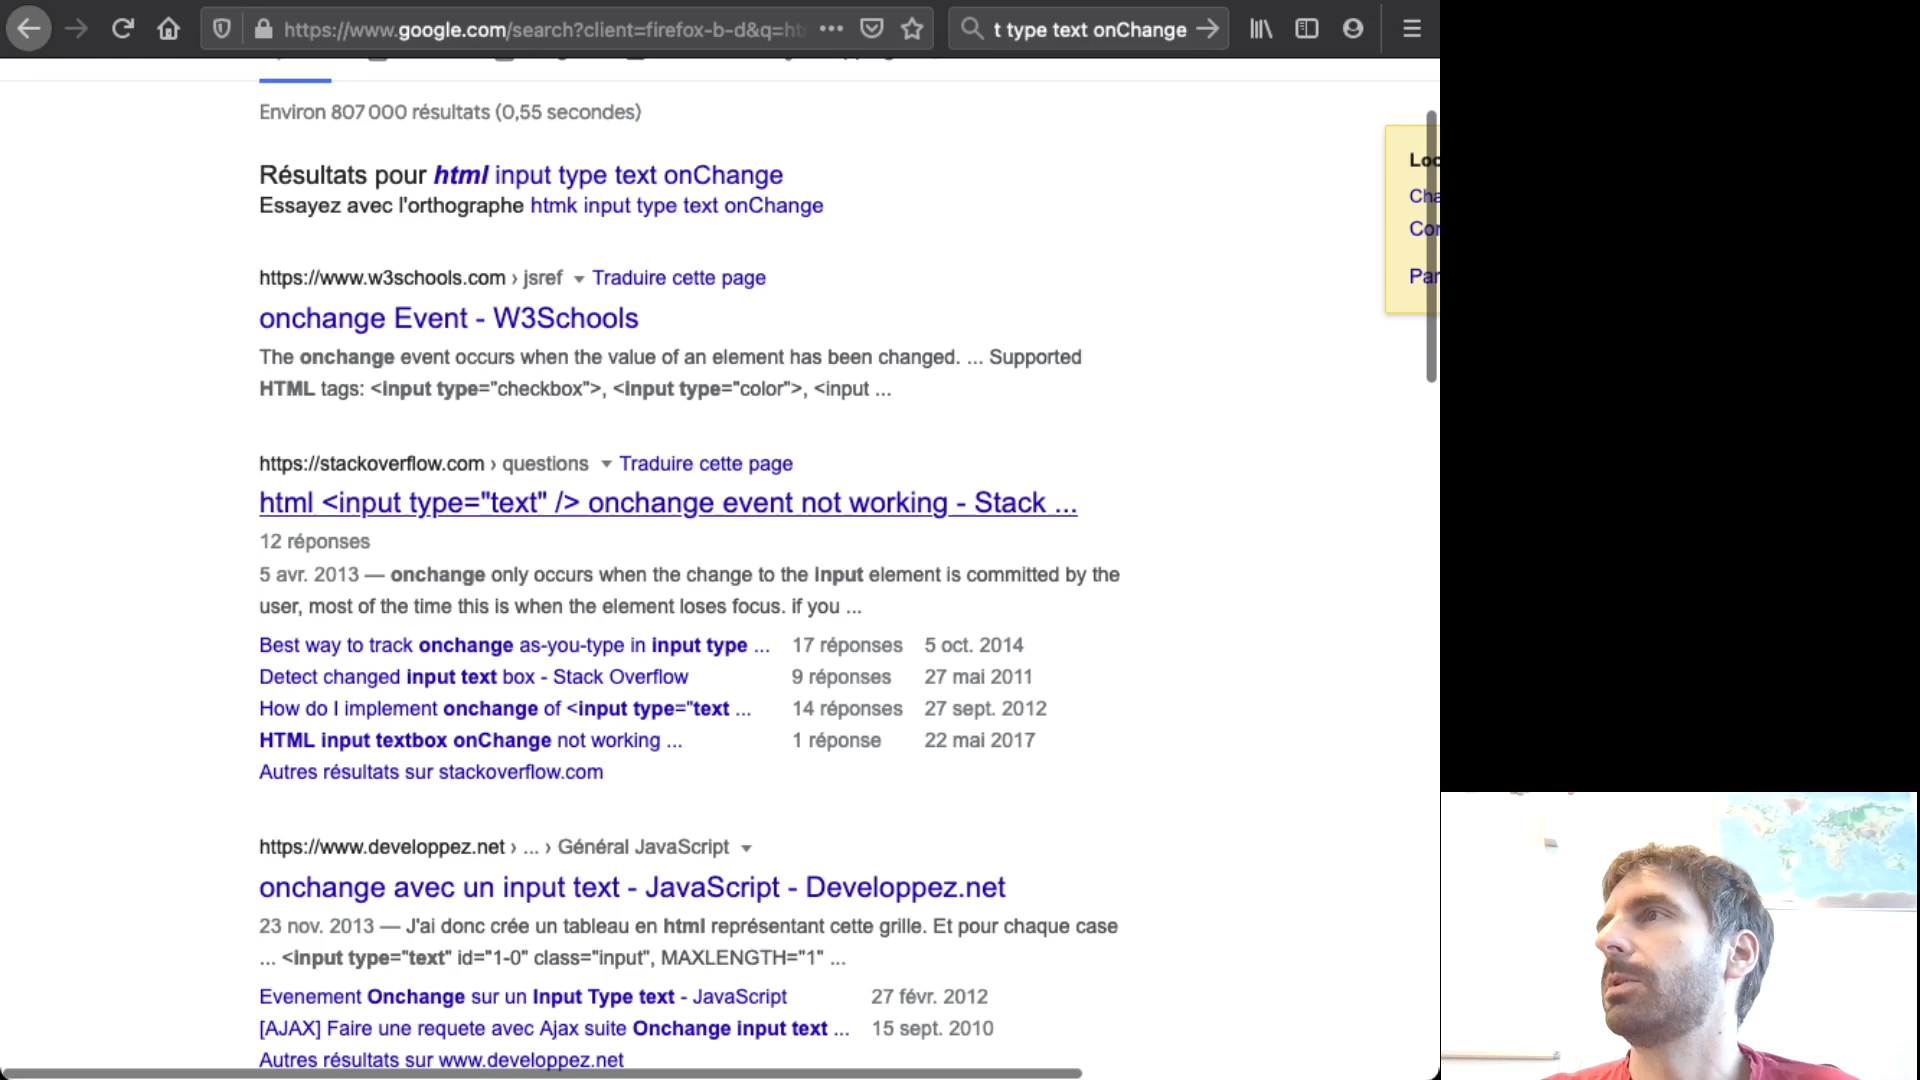 https://www.google.com/search?client=firefox-b-d&q=ht
t type text onChange
Environ 807 000 résultats (0,55 secondes)
Résultats pour html input type text onChange
Essayez avec l'orthographe htmk input type text onChange
https://www.w3schools.com › jsref Traduire cette page
onchange Event - W3Schools
The onchange event occurs when the value of an element has been changed. ... Supported
HTML tags: <input type="checkbox">, <input type="color">, <input ...
https://stackoverflow.com › questions Traduire cette page
html <input type="text" /> onchange event not working - Stack ...
12 réponses
5 avr. 2013 — onchange only occurs when the change to the Input element is committed by the
user, most of the time this is when the element loses focus. if you ...
Best way to track onchange as-you-type in input type ... 17 réponses 5 oct. 2014
Detect changed input text box - Stack Overflow 9 réponses 27 mai 2011
How do I implement onchange of <input type="text ... 14 réponses 27 sept. 2012
HTML input textbox onChange not working ... 1 réponse 22 mai 2017
Autres résultats sur stackoverflow.com
https://www.developpez.net › ... › Général JavaScript
onchange avec un input text - JavaScript - Developpez.net
23 nov. 2013 — J'ai donc crée un tableau en html représentant cette grille. Et pour chaque case
... <input type="text" id="1-0" class="input", MAXLENGTH="1" ...
Evenement Onchange sur un Input Type text - JavaScript 27 févr. 2012
[AJAX] Faire une requete avec Ajax suite Onchange input text ... 15 sept. 2010
Autres résultats sur www.developpez.net
Loc
Cha
Con
Par